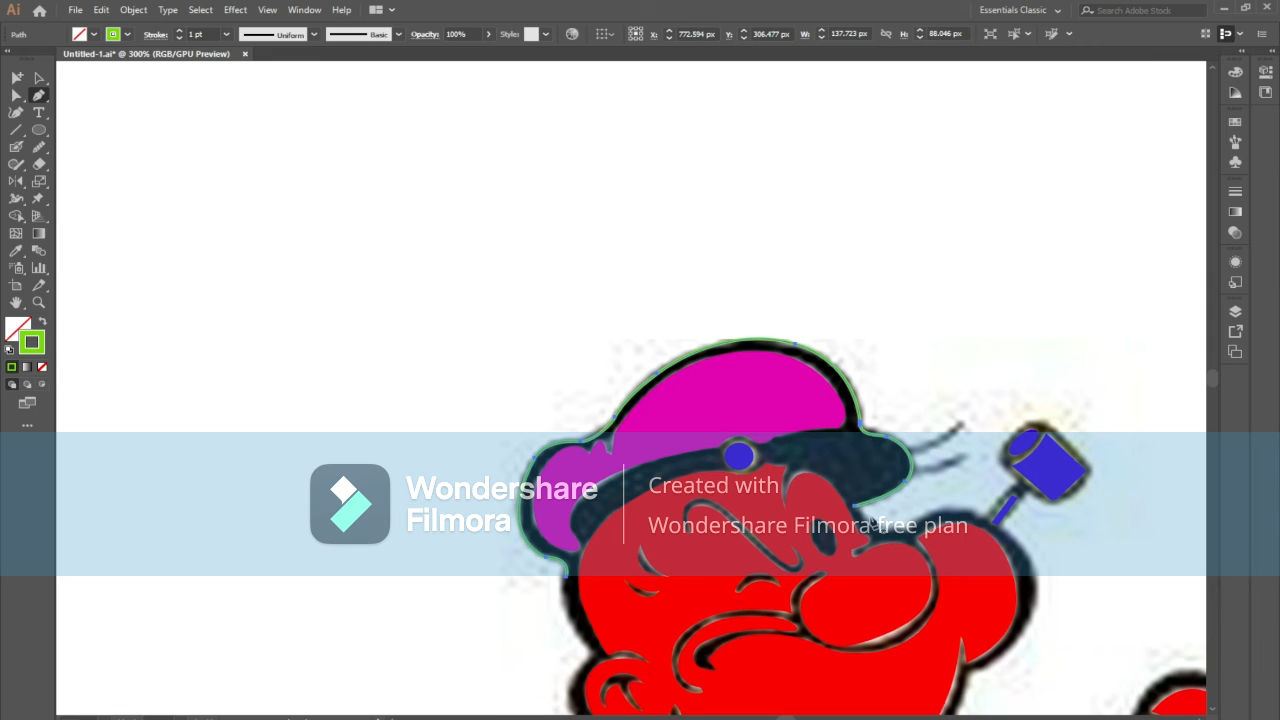 Ai File Edit Object Type Select Effect View Window Help Essentials Classic Search Adobe Stock
Path Stroke: 1 pt Uniform Basic Opacity: 100% Style: X: 772.594 px Y: 306.477 px W: 137.723 px H: 88.046 px
Untitled-1.ai* @ 300% (RGB/GPU Preview)
Wondershare
Filmora
Created with
Wondershare Filmora free plan